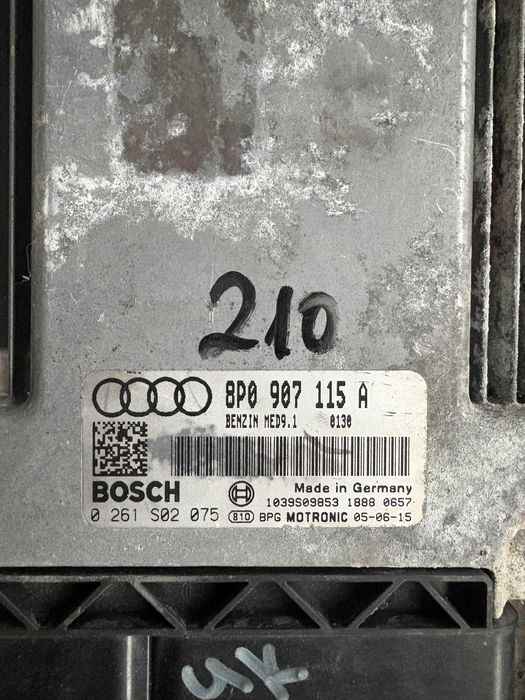 210
8P0 907 115 A
BENZIN MED9.1 0130
BOSCH
Made in Germany
1039S09853 1888 0657
0 261 S02 075 810 BPG MOTRONIC 05-06-15
4K